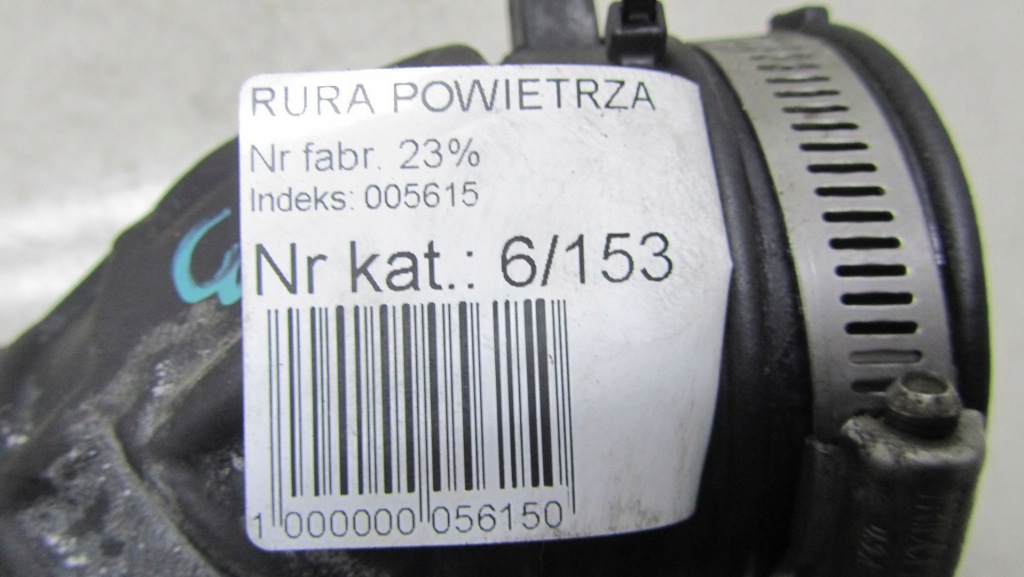 RURA POWIETRZA
Nr fabr. 23%
Indeks: 005615
Nr kat.: 6/153
1 000000 056150